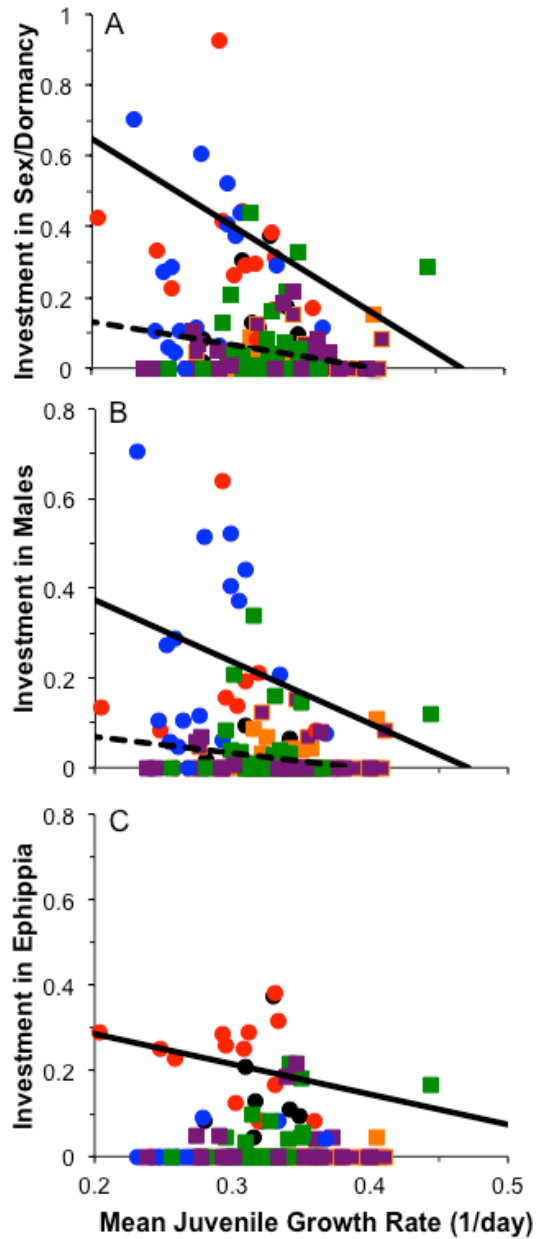 A
1
0.8
0.6
0.4
0.2
0
Investment in Sex/Dormancy
B
0.8
0.6
0.4
0.2
0
Investment in Males
C
0.8
0.6
0.4
0.2
0
Investment in Ephippia
0.2 0.3 0.4 0.5
Mean Juvenile Growth Rate (1/day)